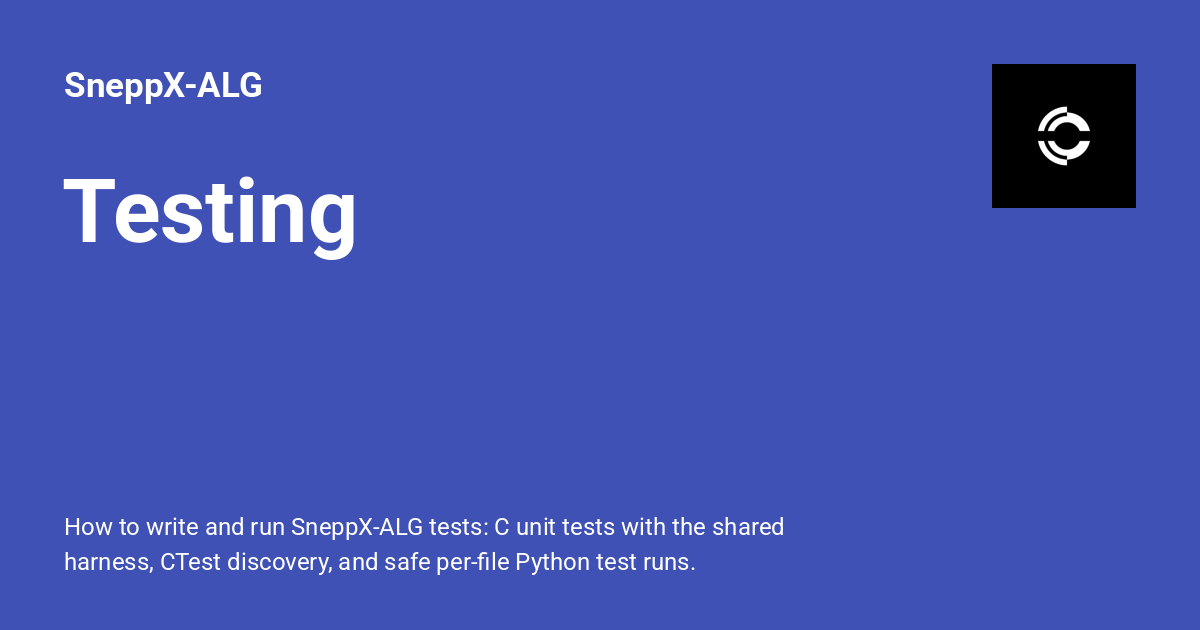 SneppX-ALG
Testing
How to write and run SneppX-ALG tests: C unit tests with the shared
harness, CTest discovery, and safe per-file Python test runs.